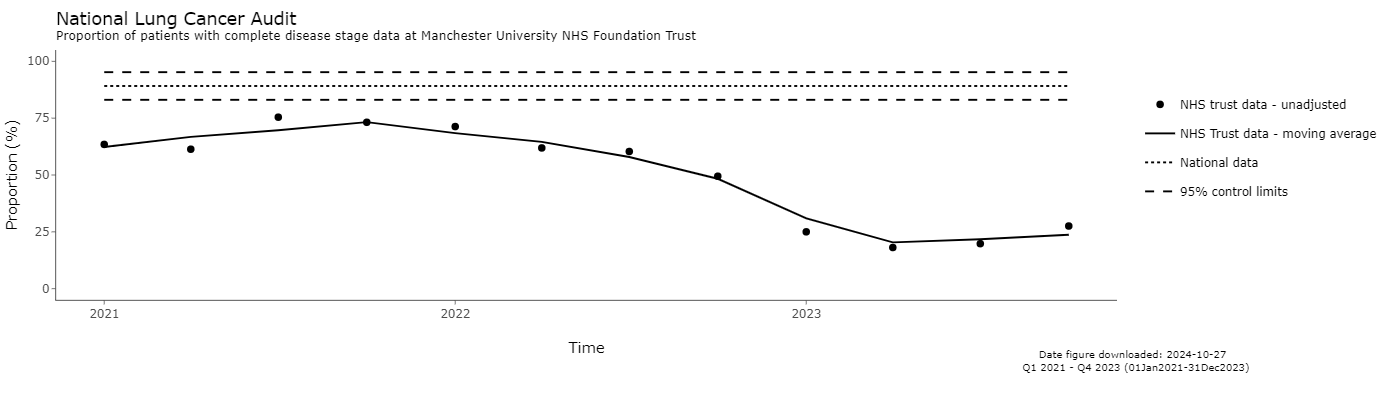 National Lung Cancer Audit
Proportion of patients with complete disease stage data at Manchester University NHS Foundation Trust
100
75
50
25
0
Proportion (%)
2021
2022
2023
Time
NHS trust data - unadjusted
NHS Trust data - moving average
National data
95% control limits
Date figure downloaded: 2024-10-27
Q1 2021 - Q4 2023 (01Jan2021-31Dec2023)